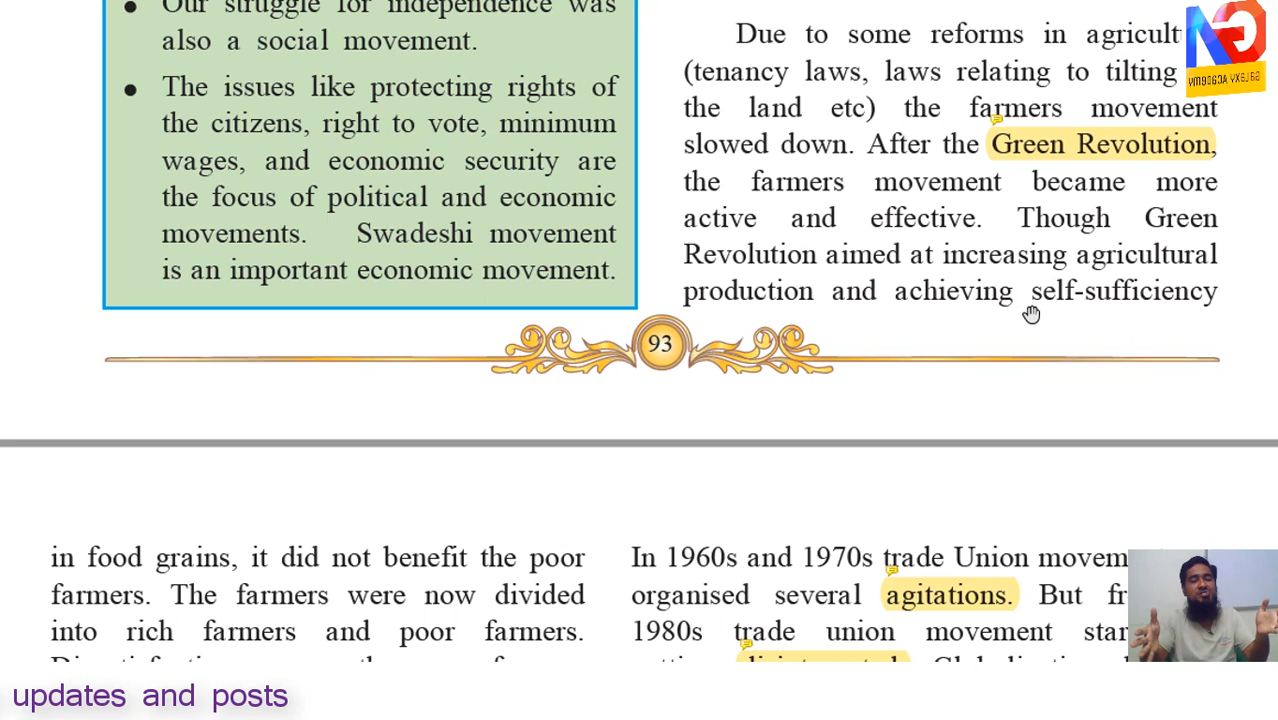 • Our struggle for independence was
also a social movement.
• The issues like protecting rights of
the citizens, right to vote, minimum
wages, and economic security are
the focus of political and economic
movements. Swadeshi movement
is an important economic movement.
Due to some reforms in agricult
(tenancy laws, laws relating to tilting
the land etc) the farmers movement
slowed down. After the Green Revolution,
the farmers movement became more
active and effective. Though Green
Revolution aimed at increasing agricultural
production and achieving self-sufficiency
93
in food grains, it did not benefit the poor
farmers. The farmers were now divided
into rich farmers and poor farmers.
In 1960s and 1970s trade Union movem
organised several agitations. But fr
1980s trade union movement star
updates and posts